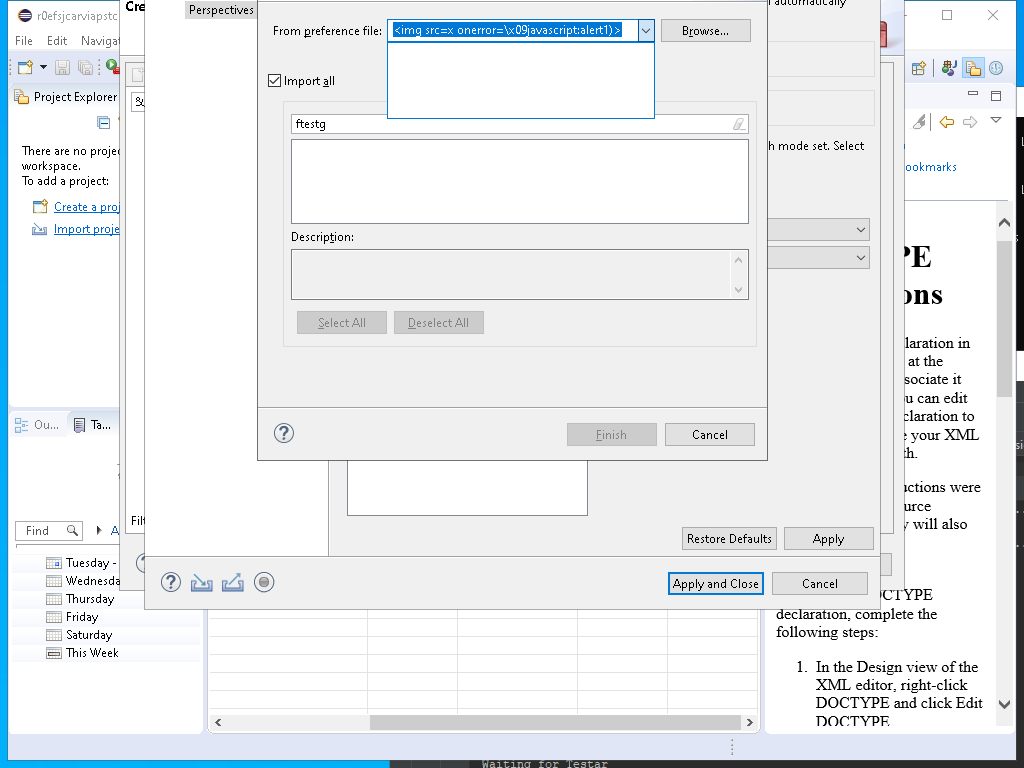 r0efsjcarviapstc
Cre
Perspectives
l automatically
File Edit Navigat
From preference file:
<img src=x onerror=\x09javascript:alert1)>
Browse...
Project Explorer
Import all
ftestg
There are no proje
workspace.
To add a project:
h mode set. Select
ookmarks
Create a proj
Import proje
Description:
PE
ons
Select All
Deselect All
laration in
at the
sociate it
u can edit
claration to
e your XML
th.
Ou...
Ta...
Finish
Cancel
uctions were
urce
y will also
Filt
Find
A
Restore Defaults
Apply
Tuesday -
Wednesda
Thursday
Friday
Saturday
This Week
Apply and Close
Cancel
OCTYPE
declaration, complete the
following steps:
1. In the Design view of the
XML editor, right-click
DOCTYPE and click Edit
DOCTYPE
Waiting for Testar